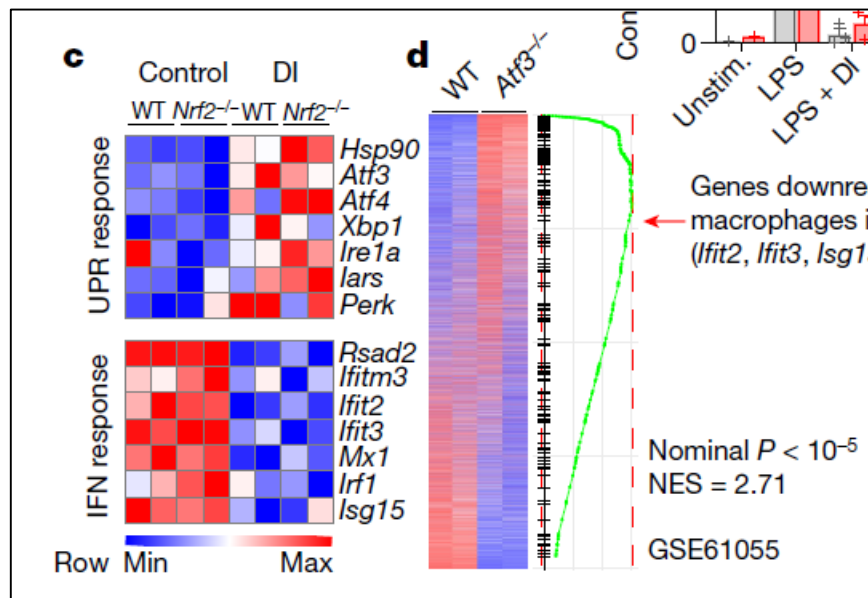 c
Control DI
WT Nrf2–/– WT Nrf2–/–
UPR response
Hsp90
Atf3
Atf4
Xbp1
Ire1a
Iars
Perk
IFN response
Rsad2
Ifitm3
Ifit2
Ifit3
Mx1
Irf1
Isg15
Row Min Max
d
WT Atf3–/–
Con
0
Unstim.
LPS
LPS + DI
Genes downre
macrophages i
(Ifit2, Ifit3, Isg1
Nominal P < 10–5
NES = 2.71
GSE61055